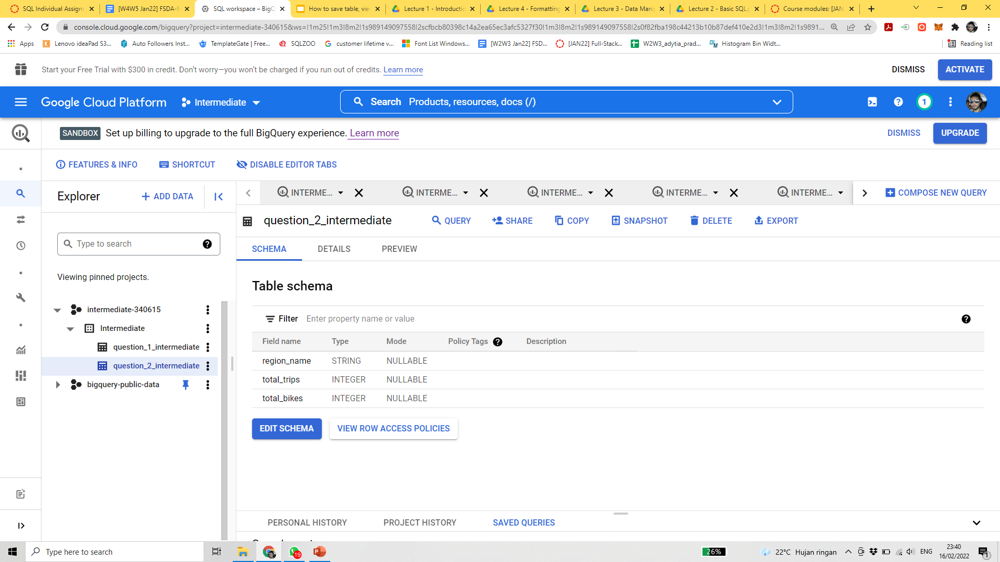 SQL Individual Assignm
[W4W5 Jan22] FSDA-fi
SQL workspace – BigQ
How to save table, vie
Lecture 1 - Introductio
Lecture 4 - Formatting
Lecture 3 - Data Mani
Lecture 2 - Basic SQL.p
Course modules: [JAN
console.cloud.google.com/bigquery?project=intermediate-340615&ws=!1m25!1m3!8m2!1s989149097558!2scfbcb80398c14a2ea65ec3afc5327f30!1m3!8m2!1s989149097558!2s0f82fba198c44213b10b87def410e2d3!1m3!8m2!1s9891...
Apps
Lenovo ideaPad S3...
Auto Followers Inst...
TemplateGate | Free...
SQLZOO
customer lifetime v...
Font List Windows...
[W2W3 Jan22] FSD...
[JAN22] Full-Stack...
W2W3_adytia_prad...
Histogram Bin Widt...
Reading list
Start your Free Trial with $300 in credit. Don't worry—you won't be charged if you run out of credits. Learn more
DISMISS
ACTIVATE
Google Cloud Platform
Intermediate
Search Products, resources, docs (/)
1
SANDBOX Set up billing to upgrade to the full BigQuery experience. Learn more
DISMISS
UPGRADE
FEATURES & INFO
SHORTCUT
DISABLE EDITOR TABS
Explorer
+ ADD DATA
INTERME...
INTERME...
INTERME...
INTERME...
INTERME...
COMPOSE NEW QUERY
question_2_intermediate
QUERY
SHARE
COPY
SNAPSHOT
DELETE
EXPORT
Type to search
SCHEMA
DETAILS
PREVIEW
Viewing pinned projects.
intermediate-340615
Intermediate
question_1_intermediate
question_2_intermediate
bigquery-public-data
Table schema
Filter Enter property name or value
Field name Type Mode Policy Tags Description
region_name STRING NULLABLE
total_trips INTEGER NULLABLE
total_bikes INTEGER NULLABLE
EDIT SCHEMA
VIEW ROW ACCESS POLICIES
PERSONAL HISTORY
PROJECT HISTORY
SAVED QUERIES
Type here to search
19
26%
22°C Hujan ringan
ENG
23:40
16/02/2022
1